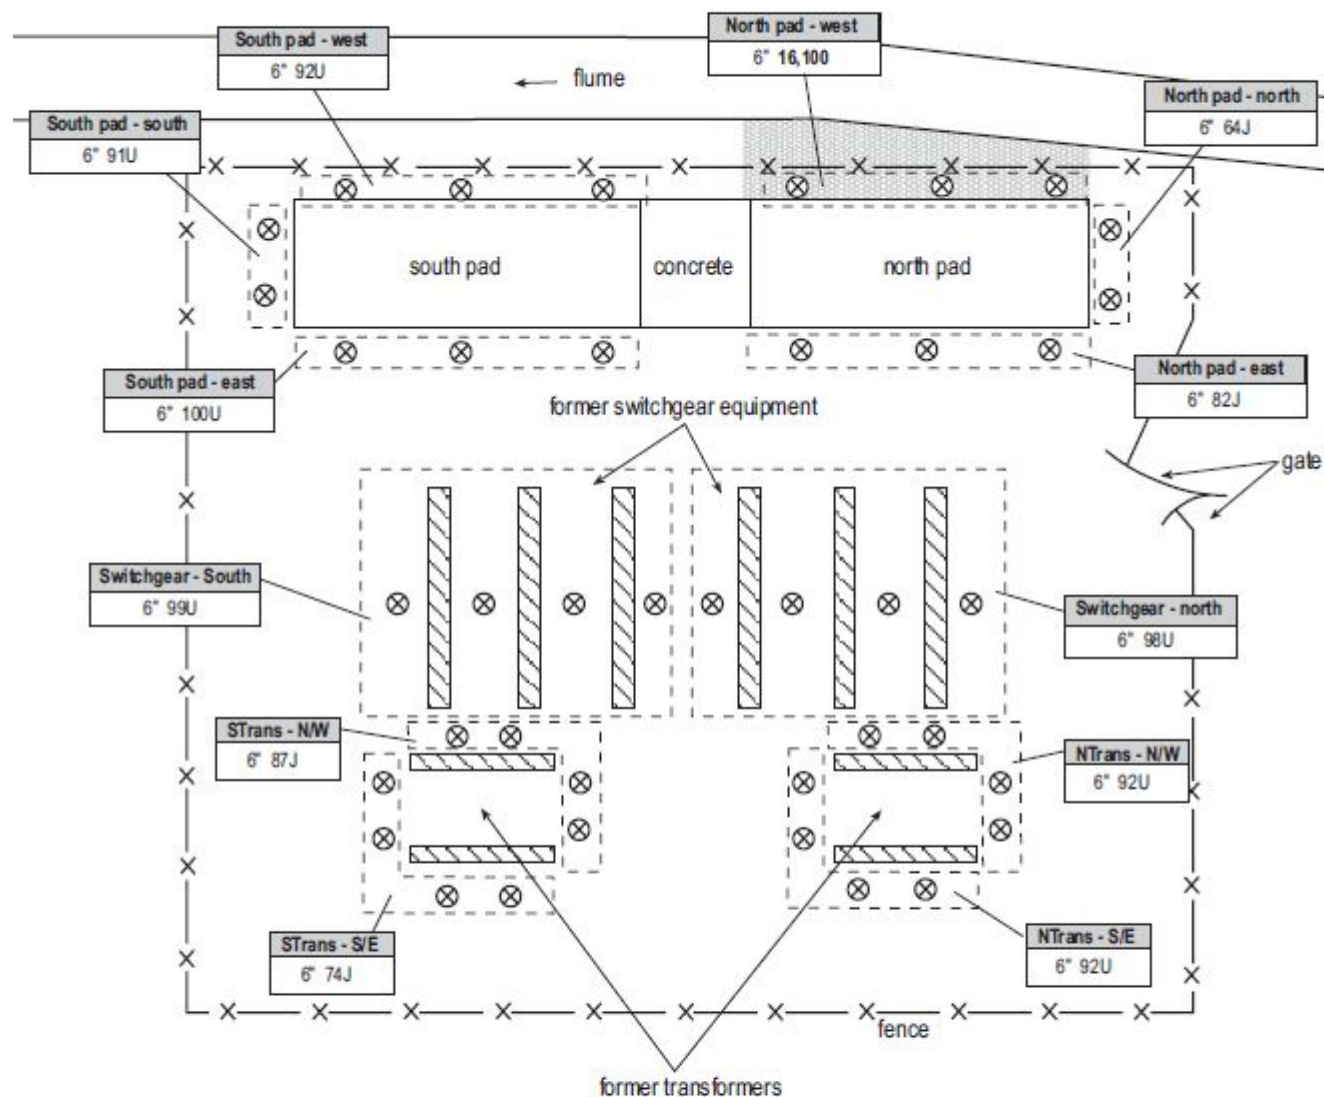 South pad - west
6" 92U
North pad - west
6" 16,100
flume
North pad - north
6" 64J
South pad - south
6" 91U
south pad
concrete
north pad
South pad - east
6" 100U
North pad - east
6" 82J
former switchgear equipment
gate
Switchgear - South
6" 99U
Switchgear - north
6" 98U
STrans - N/W
6" 87J
NTrans - N/W
6" 92U
STrans - S/E
6" 74J
NTrans - S/E
6" 92U
fence
former transformers